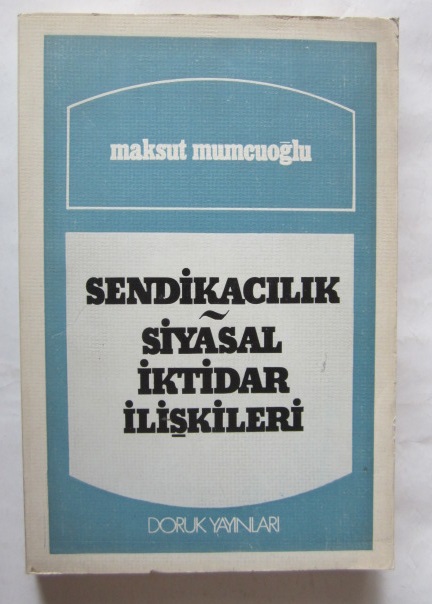 maksut mumcuoğlu
SENDİKACILIK
~
SİYASAL
İKTİDAR
İLİŞKİLERİ
DORUK YAYINLARI